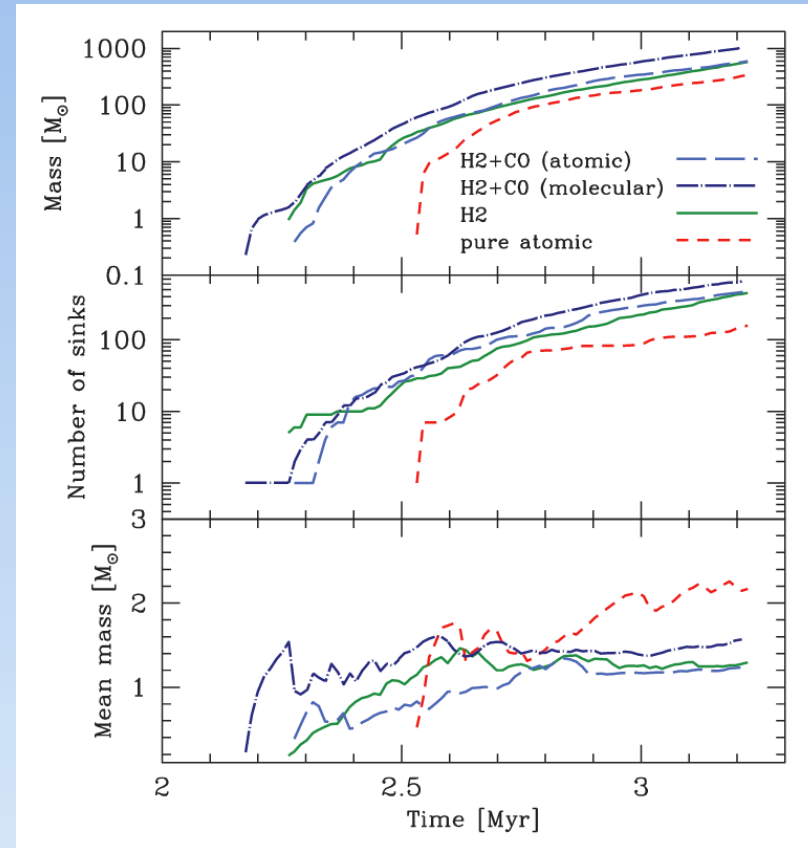 1000
100
10
1
0.1
Mass [M⊙]
H2+CO (atomic)
H2+CO (molecular)
H2
pure atomic
100
10
1
Number of sinks
3
2
1
Mean mass [M⊙]
2
2.5
3
Time [Myr]